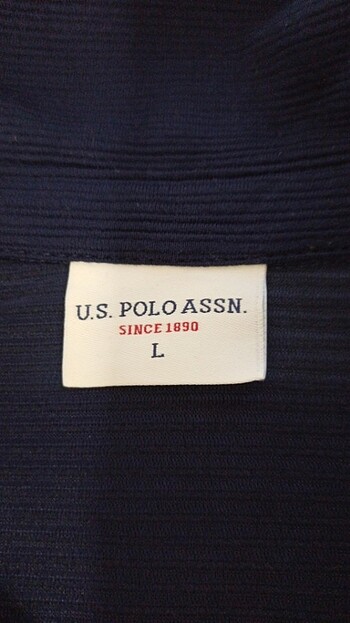 U.S. POLO ASSN.
SINCE 1890
L